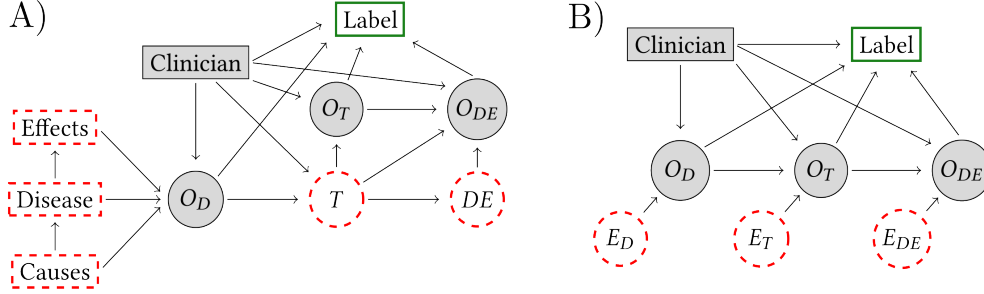 A)
Label
Clinician
Effects
O_T
O_DE
Disease
O_D
T
DE
Causes
B)
Clinician
Label
O_D
O_T
O_DE
E_D
E_T
E_DE